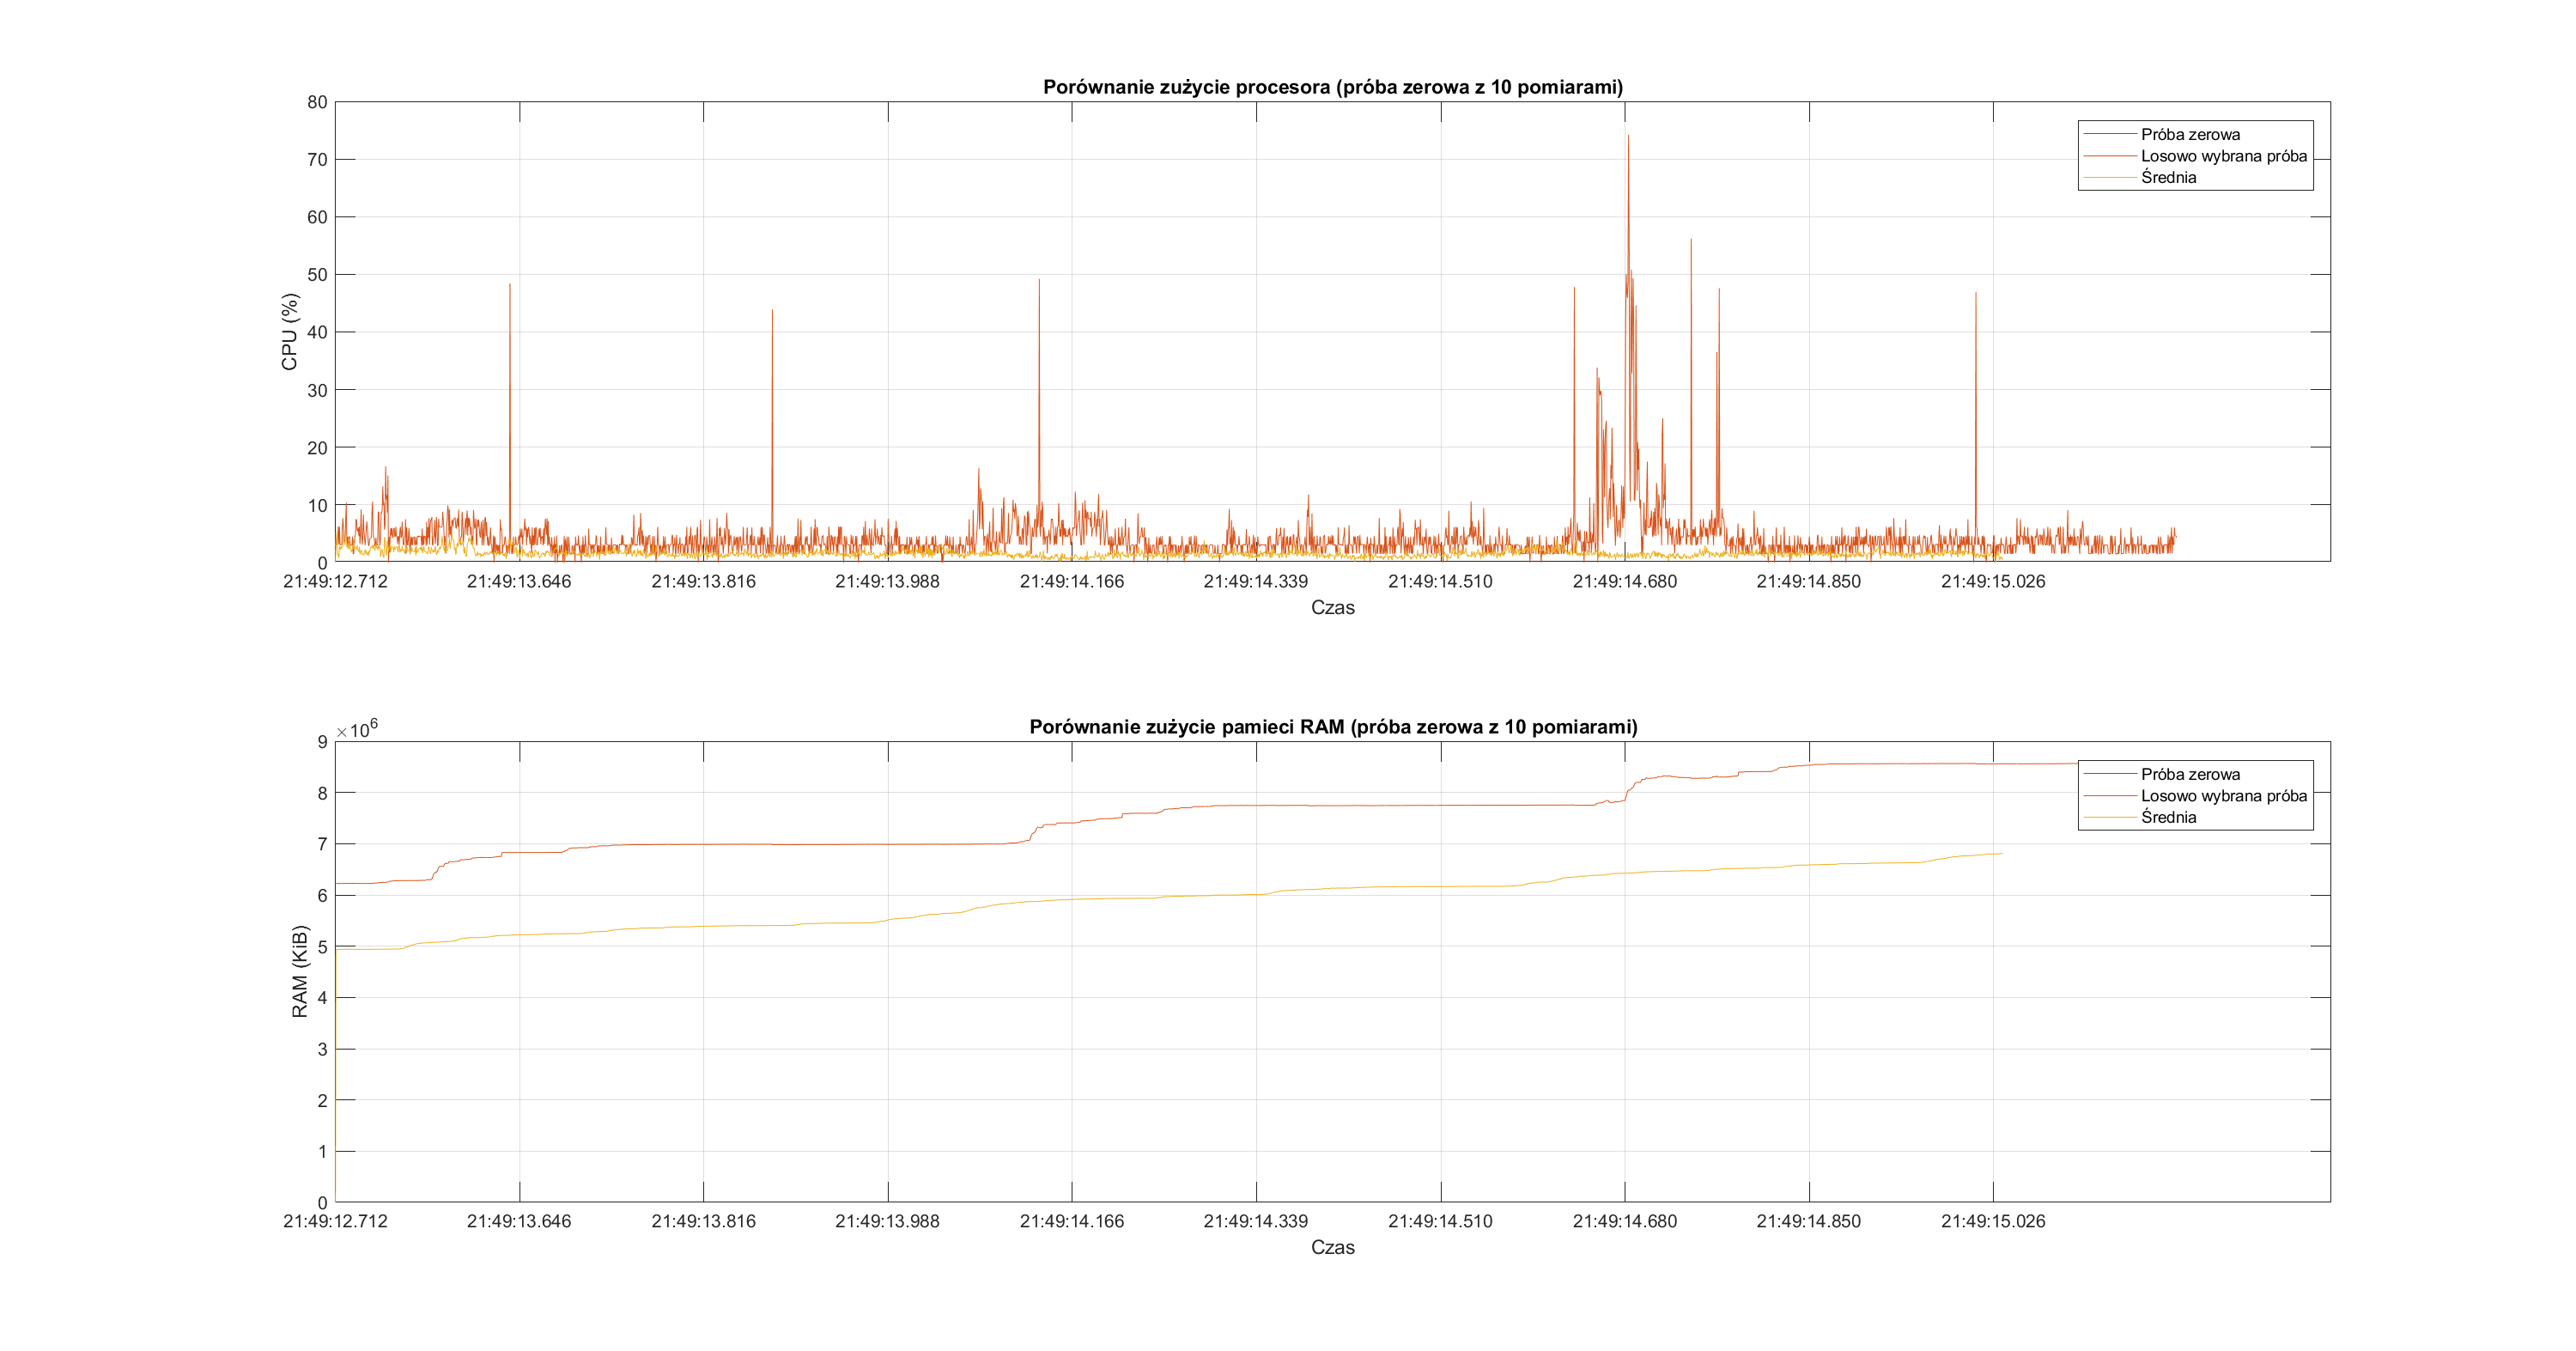 Porównanie zużycie procesora (próba zerowa z 10 pomiarami)
80
70
60
50
40
30
20
10
0
CPU (%)
Próba zerowa
Losowo wybrana próba
Średnia
21:49:12.712 21:49:13.646 21:49:13.816 21:49:13.988 21:49:14.166 21:49:14.339 21:49:14.510 21:49:14.680 21:49:14.850 21:49:15.026
Czas
Porównanie zużycie pamieci RAM (próba zerowa z 10 pomiarami)
×10⁶
9
8
7
6
5
4
3
2
1
0
RAM (KiB)
Próba zerowa
Losowo wybrana próba
Średnia
21:49:12.712 21:49:13.646 21:49:13.816 21:49:13.988 21:49:14.166 21:49:14.339 21:49:14.510 21:49:14.680 21:49:14.850 21:49:15.026
Czas